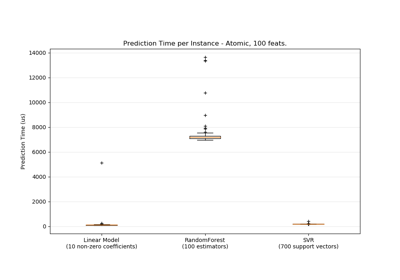 Prediction Time per Instance - Atomic, 100 feats.
14000
12000
10000
8000
6000
4000
2000
0
Prediction Time (us)
Linear Model
(10 non-zero coefficients)
RandomForest
(100 estimators)
SVR
(700 support vectors)